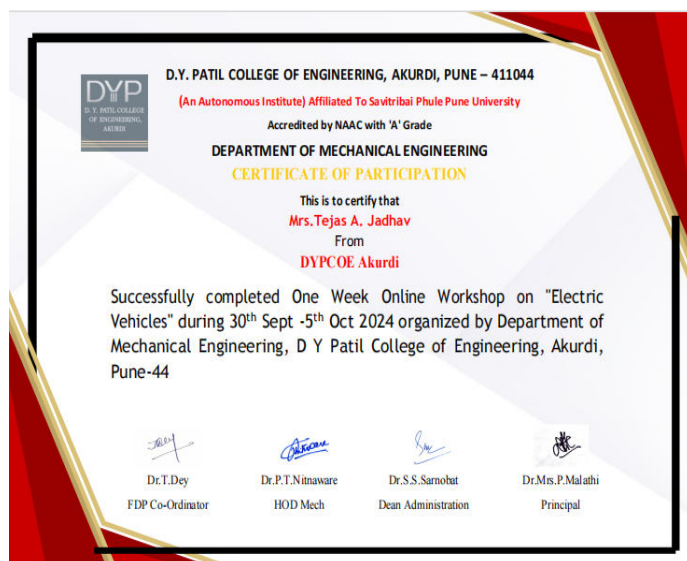 DYP
D. Y. PATIL COLLEGE
OF ENGINEERING,
AKURDI
D.Y. PATIL COLLEGE OF ENGINEERING, AKURDI, PUNE – 411044
(An Autonomous Institute) Affiliated To Savitribai Phule Pune University
Accredited by NAAC with 'A' Grade
DEPARTMENT OF MECHANICAL ENGINEERING
CERTIFICATE OF PARTICIPATION
This is to certify that
Mrs.Tejas A. Jadhav
From
DYPCOE Akurdi
Successfully completed One Week Online Workshop on "Electric
Vehicles" during 30th Sept -5th Oct 2024 organized by Department of
Mechanical Engineering, D Y Patil College of Engineering, Akurdi,
Pune-44
Dr.T.Dey Dr.P.T.Nitnaware Dr.S.S.Sarnobat Dr.Mrs.P.Malathi
FDP Co-Ordinator HOD Mech Dean Administration Principal